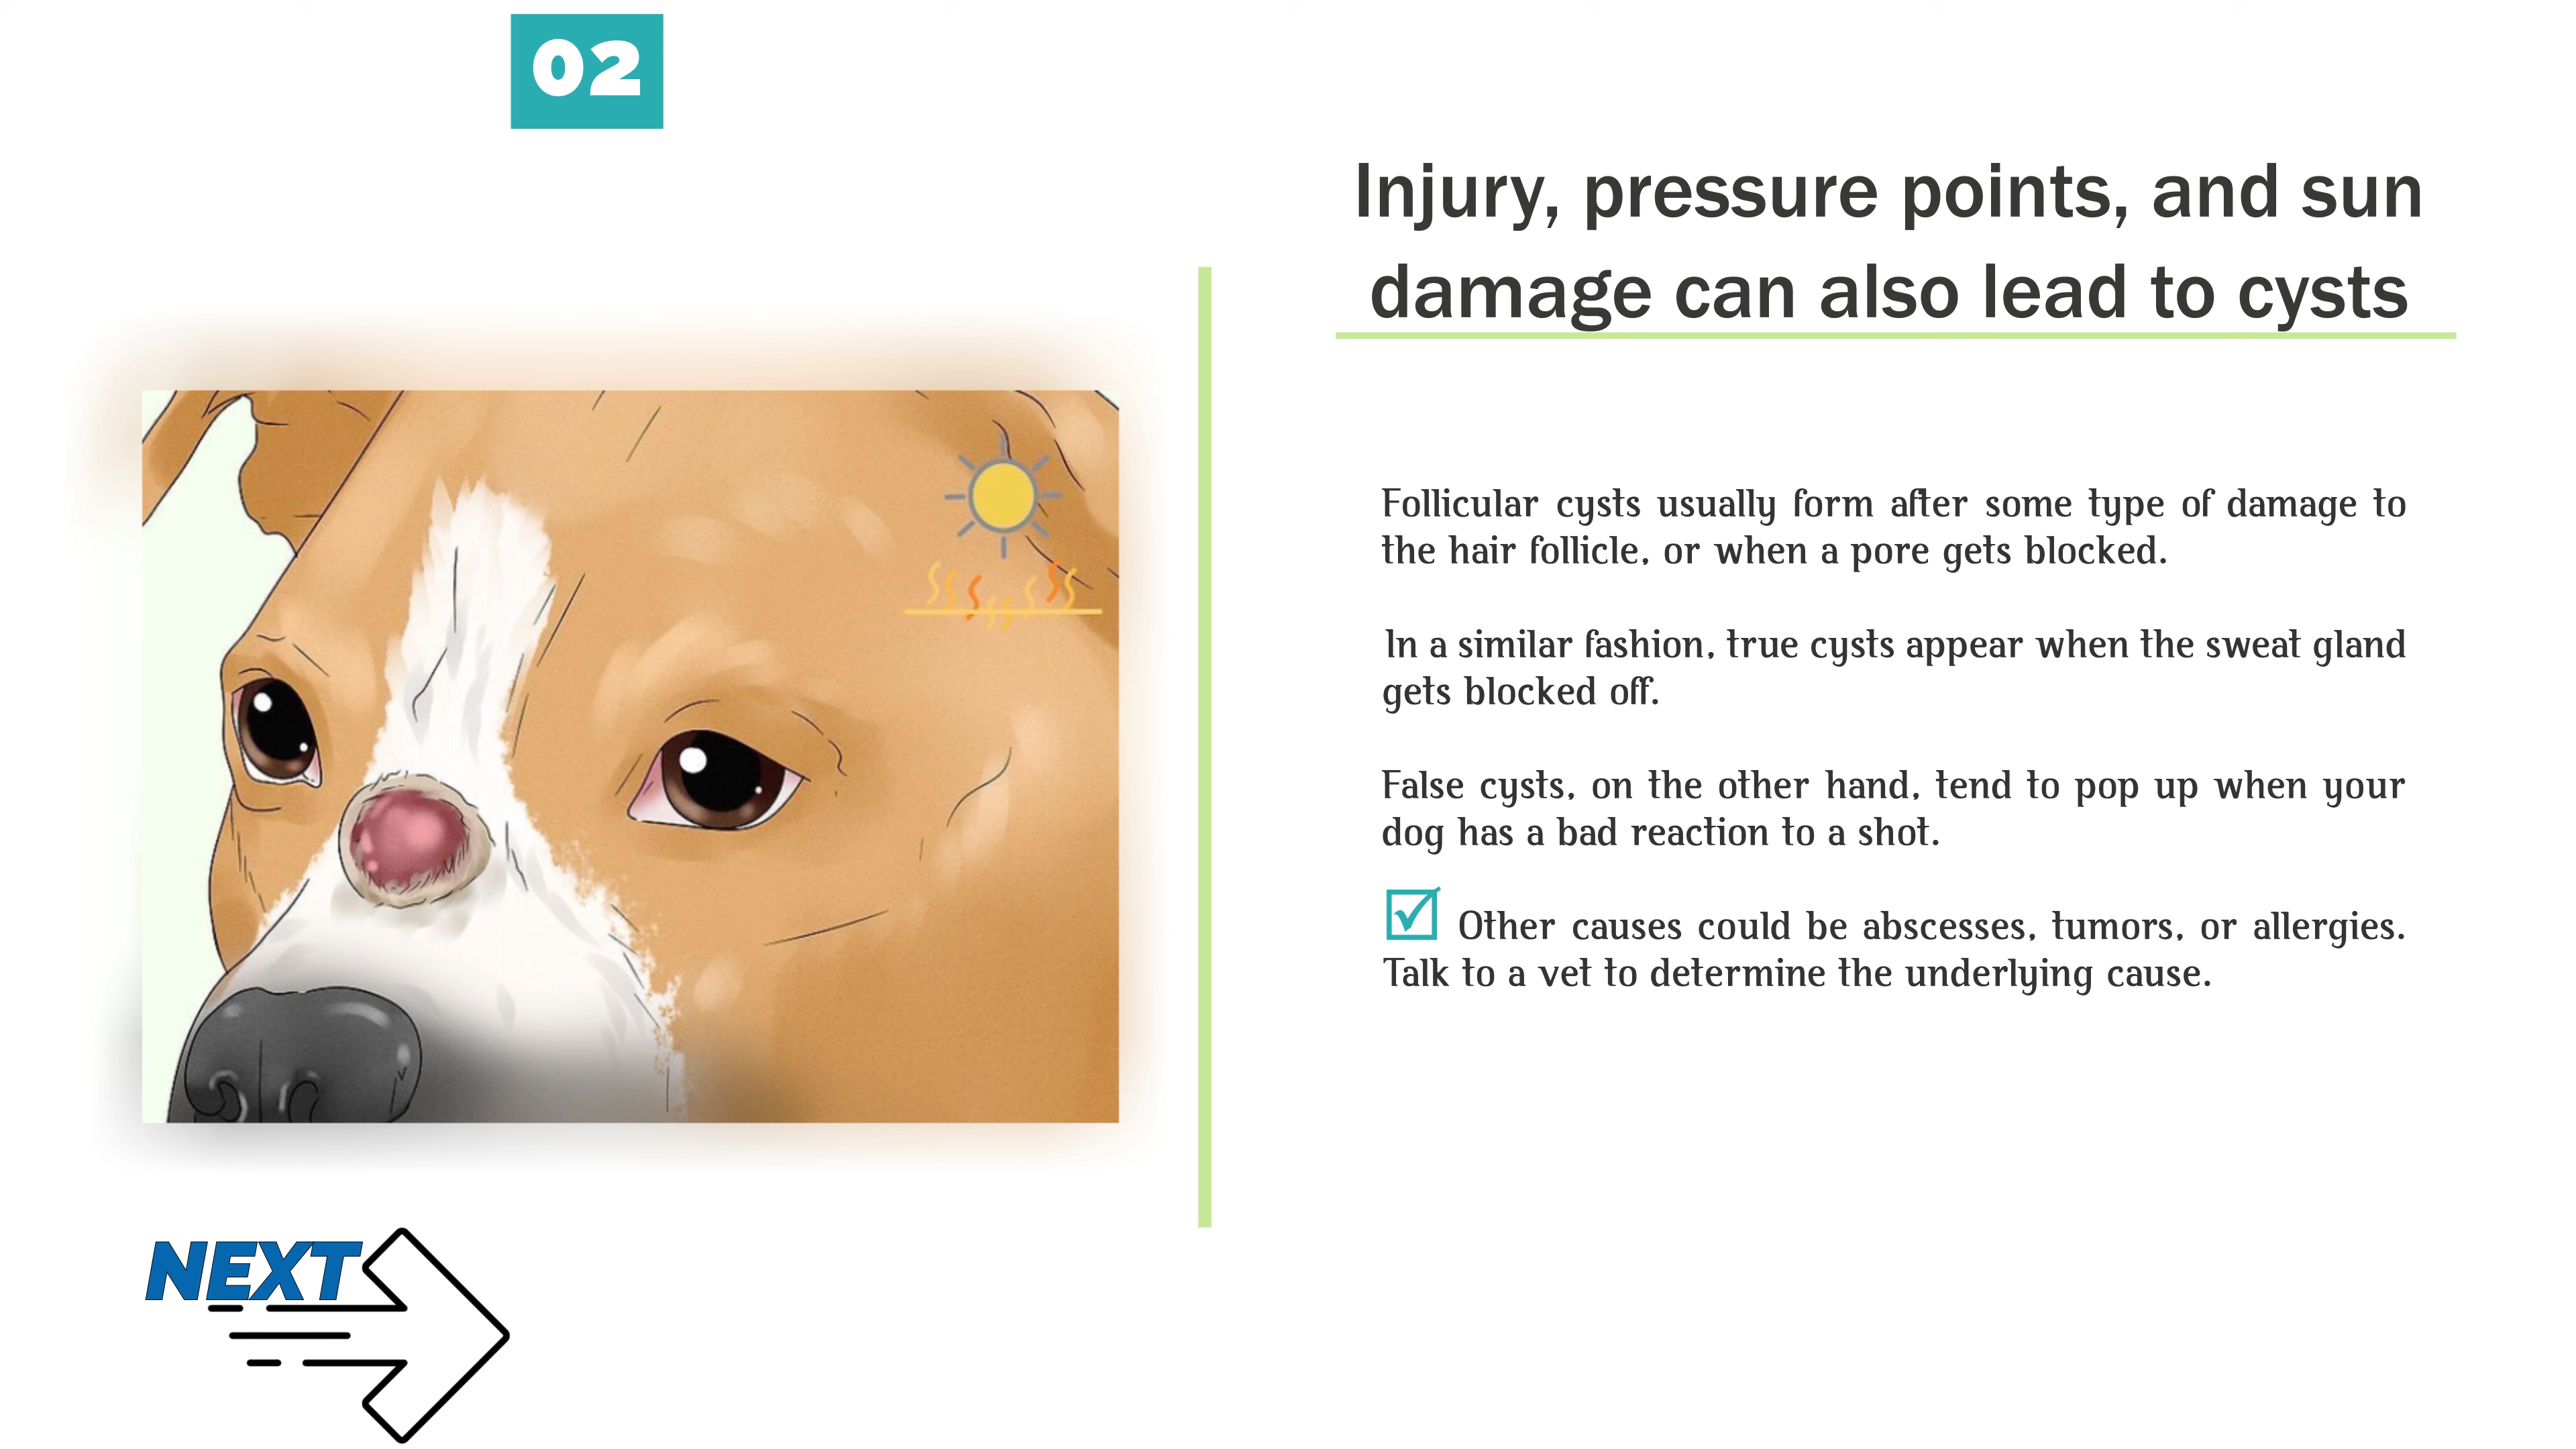 02
Injury, pressure points, and sun
damage can also lead to cysts
Follicular cysts usually form after some type of damage to
the hair follicle, or when a pore gets blocked.
In a similar fashion, true cysts appear when the sweat gland
gets blocked off.
False cysts, on the other hand, tend to pop up when your
dog has a bad reaction to a shot.
Other causes could be abscesses, tumors, or allergies.
Talk to a vet to determine the underlying cause.
NEXT